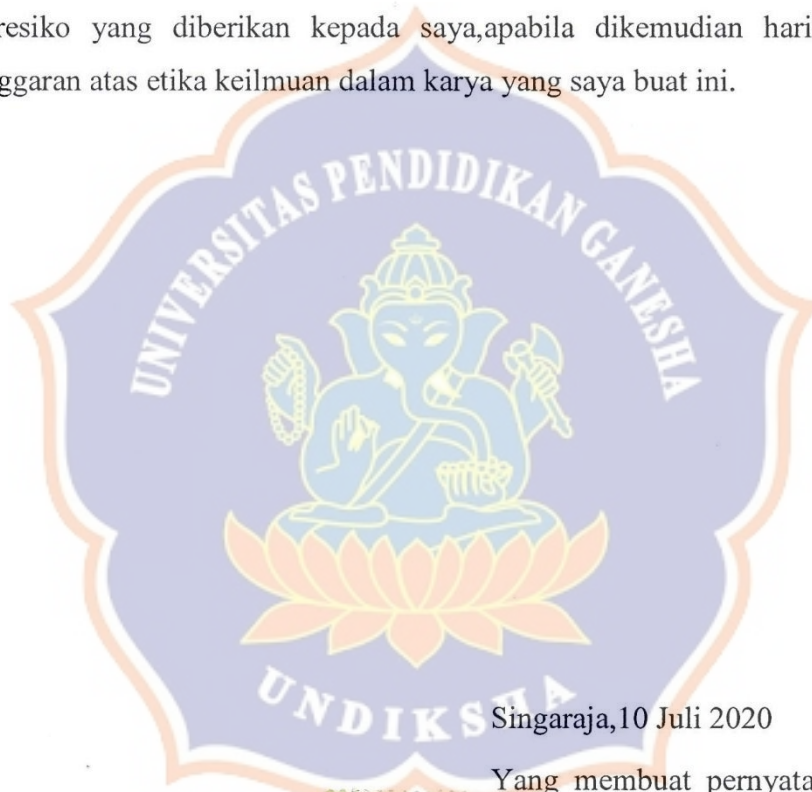 resiko yang diberikan kepada saya,apabila dikemudian hari
ggaran atas etika keilmuan dalam karya yang saya buat ini.
UNIVERSITAS PENDIDIKAN GANESHA
UNDIKSHA
Singaraja,10 Juli 2020
Yang membuat pernyata